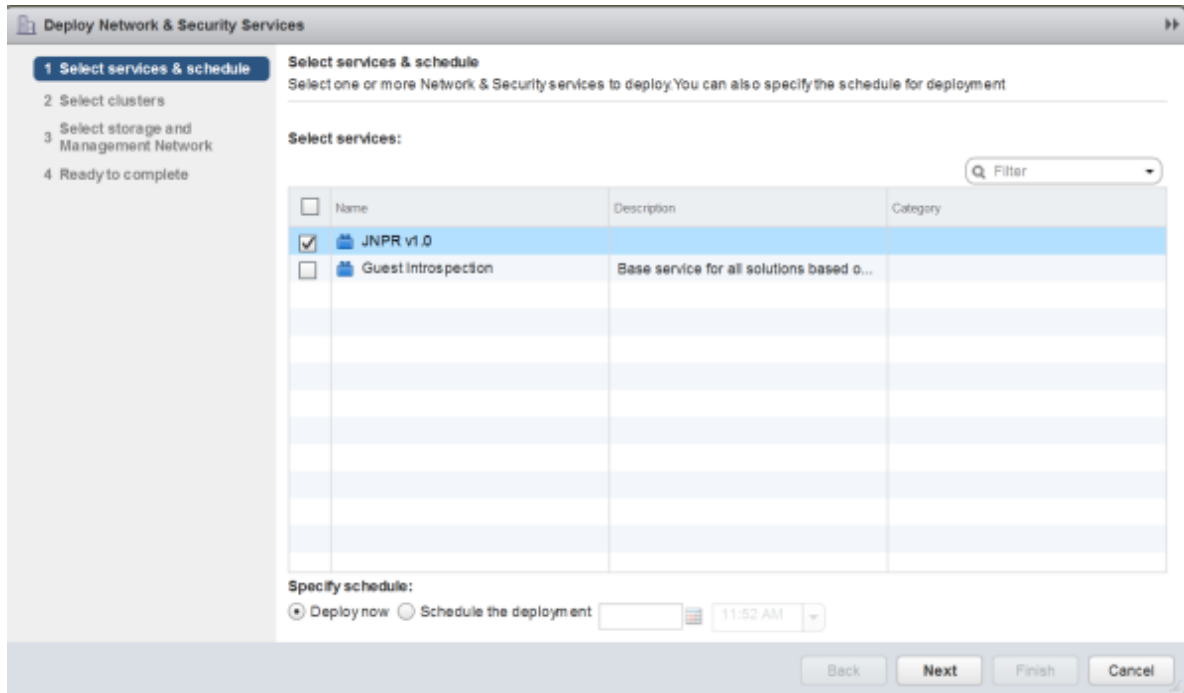 Deploy Network & Security Services
1 Select services & schedule
2 Select clusters
3 Select storage and
Management Network
4 Ready to complete
Select services & schedule
Select one or more Network & Security services to deploy.You can also specify the schedule for deployment
Select services:
Filter
Name Description Category
JNPR v1.0
Guest Introspection Base service for all solutions based o...
Specify schedule:
Deploy now Schedule the deployment 11:52 AM
Back Next Finish Cancel